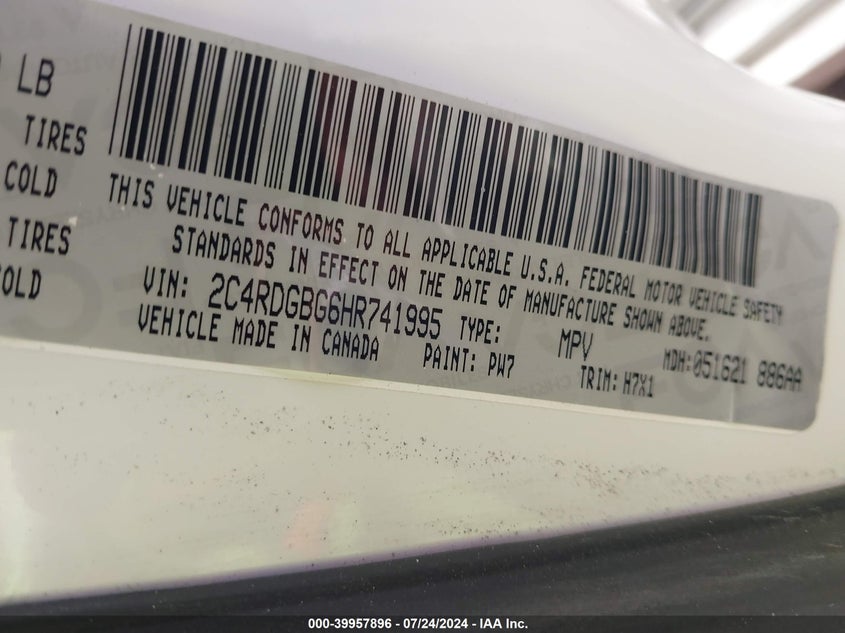 LB
TIRES
COLD
TIRES
COLD
THIS VEHICLE CONFORMS TO ALL APPLICABLE U.S.A. FEDERAL MOTOR VEHICLE SAFETY
STANDARDS IN EFFECT ON THE DATE OF MANUFACTURE SHOWN ABOVE.
VIN: 2C4RDGBG6HR741995 TYPE: MPV MDH:051621 886AA
VEHICLE MADE IN CANADA PAINT: PW7 TRIM: H7X1
000-39957896 / 07/24/2024 - IAA Inc.